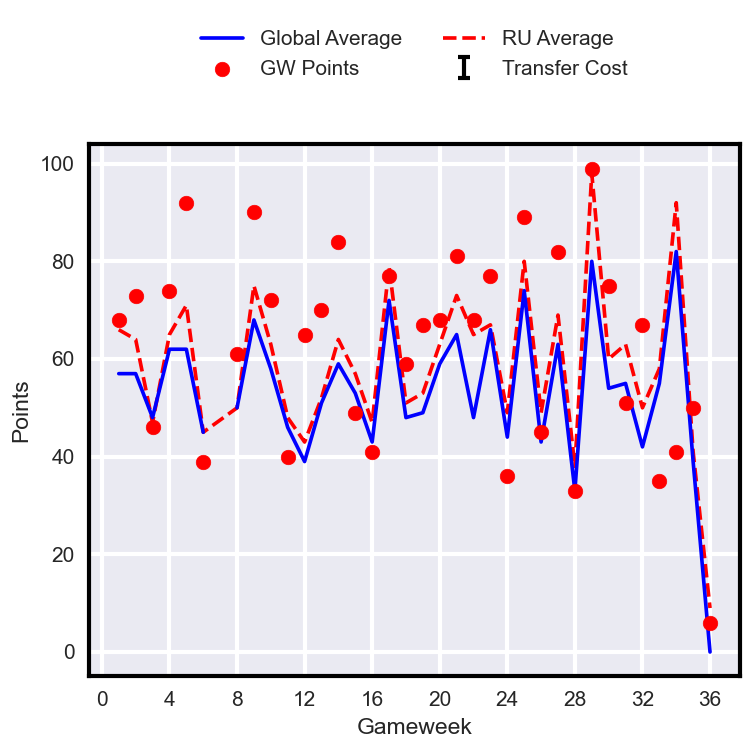 Global Average
RU Average
GW Points
Transfer Cost
100
80
60
40
20
0
Points
0 4 8 12 16 20 24 28 32 36
Gameweek